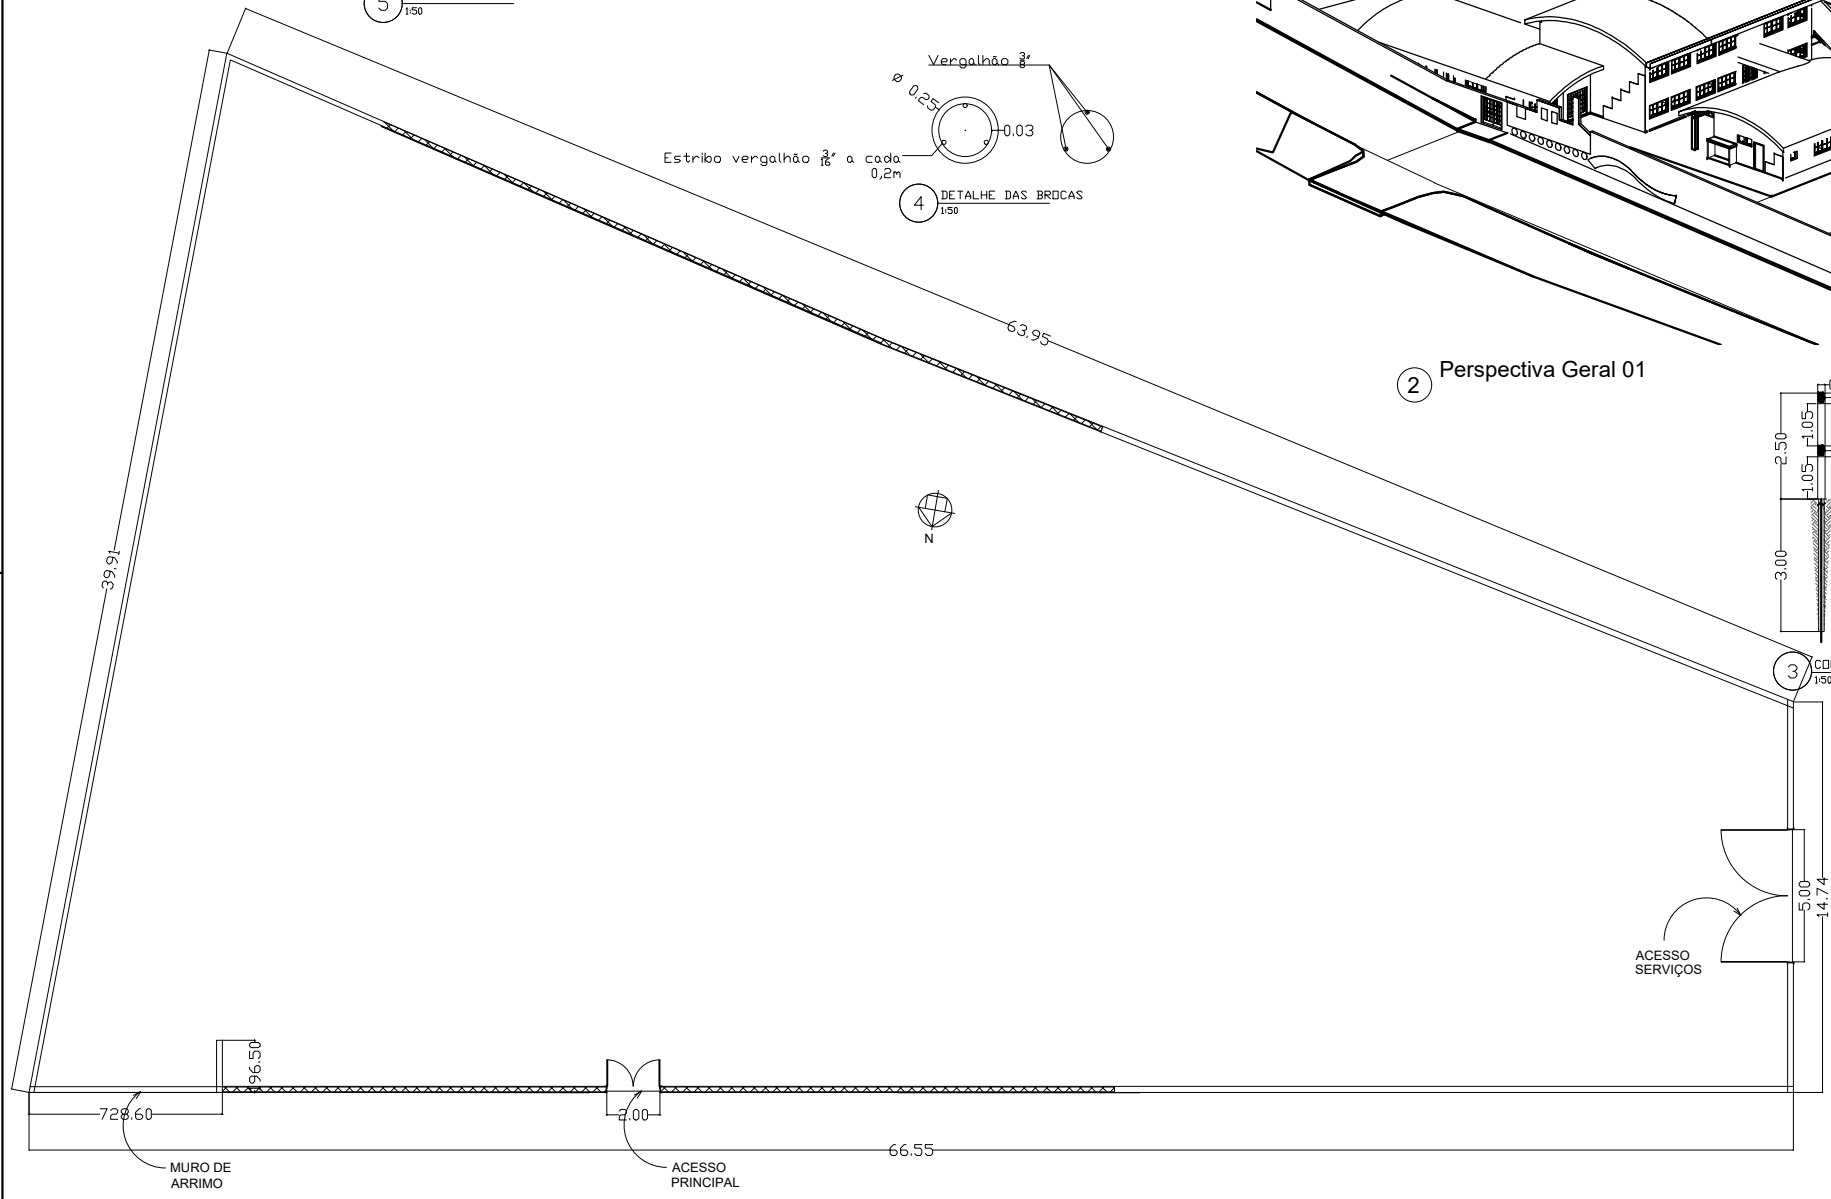 5
1:50
Vergalhão 3/8"
Ø 0.25
0.03
Estribo vergalhão 3/16" a cada
0,2m
4 DETALHE DAS BROCAS
1:50
63.95
2 Perspectiva Geral 01
2.50
1.05
1.05
3.00
3
1:50
39.91
N
5.00
14.74
ACESSO
SERVIÇOS
196.50
728.60
2.00
66.55
MURO DE
ARRIMO
ACESSO
PRINCIPAL